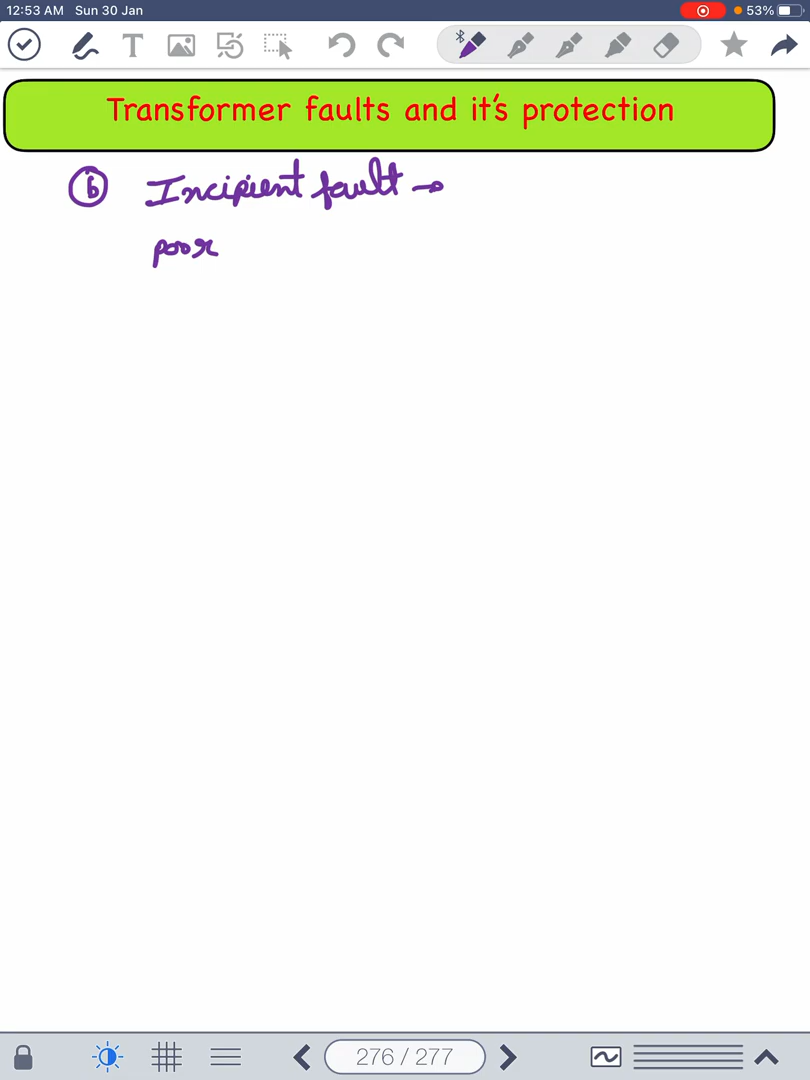 12:53 AM Sun 30 Jan 53%
T
Transformer faults and it's protection
b Incipient fault →
poor
276 / 277